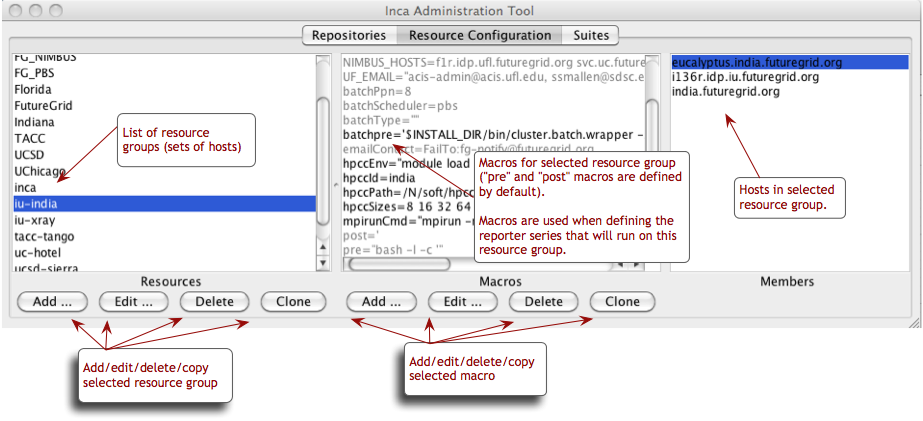 Inca Administration Tool
Repositories
Resource Configuration
Suites
FG_NIMBUS
FG_PBS
Florida
FutureGrid
Indiana
TACC
UCSD
UChicago
inca
iu-india
iu-xray
tacc-tango
uc-hotel
ucsd-sierra
List of resource
groups (sets of hosts)
NIMBUS_HOSTS=f1r.idp.ufl.futuregrid.org svc.uc.future
UF_EMAIL="acis-admin@acis.ufl.edu, ssmallen@sdsc.e
batchPpn=8
batchScheduler=pbs
batchType=""
batchpre='$INSTALL_DIR/bin/cluster.batch.wrapper -
emailContact=FailTo:fg-notify@futuregrid.org
hpccEnv="module load
hpccId=india
hpccPath=/N/soft/hpcc
hpccSizes=8 16 32 64
mpirunCmd="mpirun -
post='
pre="bash -l -c '"
Macros for selected resource group
("pre" and "post" macros are defined
by default).
Macros are used when defining the
reporter series that will run on this
resource group.
eucalyptus.india.futuregrid.org
i136r.idp.iu.futuregrid.org
india.futuregrid.org
Hosts in selected
resource group.
Resources
Macros
Members
Add ...
Edit ...
Delete
Clone
Add ...
Edit ...
Delete
Clone
Add/edit/delete/copy
selected resource group
Add/edit/delete/copy
selected macro